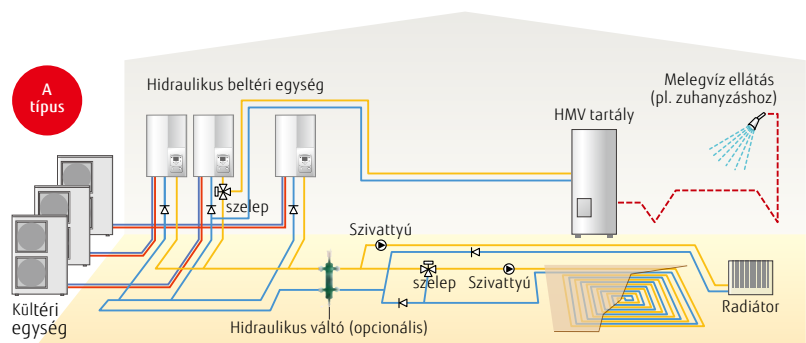 A
típus
Hidraulikus beltéri egység
Melegvíz ellátás
(pl. zuhanyzáshoz)
HMV tartály
szelep
Szivattyú
szelep
Szivattyú
Kültéri
egység
Hidraulikus váltó (opcionális)
Radiátor